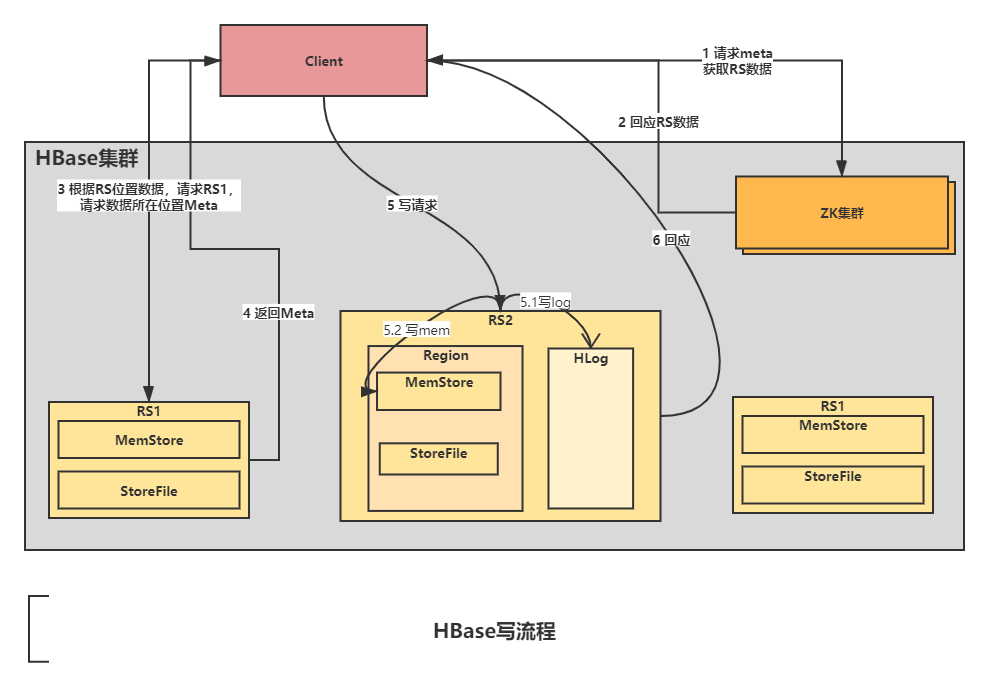 Client
1 请求meta
获取RS数据
2 回应RS数据
HBase集群
3 根据RS位置数据，请求RS1，
请求数据所在位置Meta
ZK集群
5 写请求
6 回应
4 返回Meta
5.1写log
RS2
5.2 写mem
Region
HLog
MemStore
StoreFile
RS1
MemStore
StoreFile
RS1
MemStore
StoreFile
HBase写流程